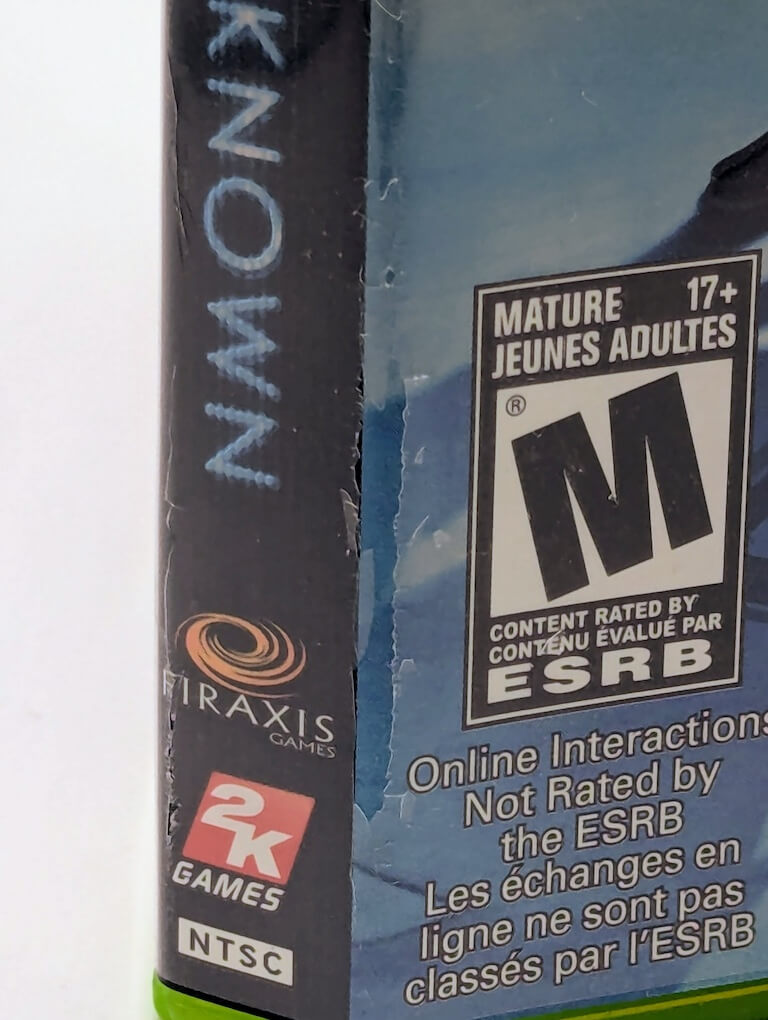 KNOWN
FIRAXIS
GAMES
2K
GAMES
NTSC
MATURE 17+
JEUNES ADULTES
®
M
CONTENT RATED BY
CONTENU ÉVALUÉ PAR
ESRB
Online Interactions
Not Rated by
the ESRB
Les échanges en
ligne ne sont pas
classés par l'ESRB